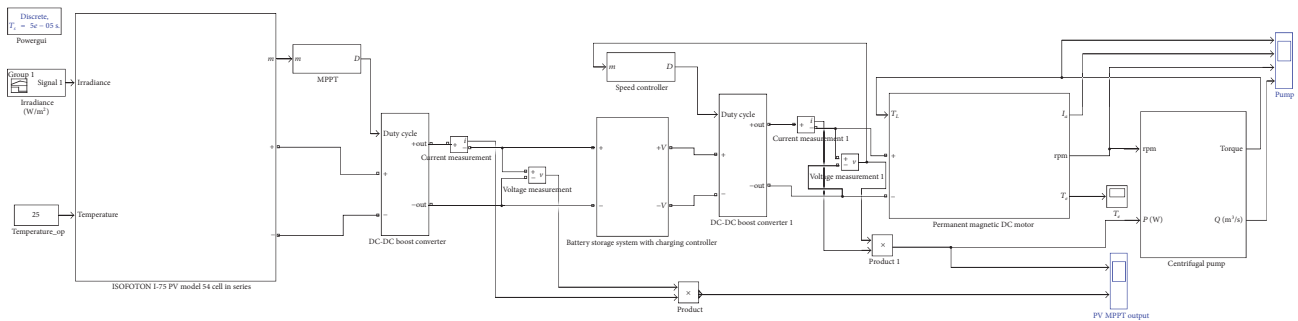 Discrete,
Ts = 5e − 05 s.
Powergui
Group 1
Signal 1
Irradiance
(W/m²)
25
Temperature_op
Irradiance
Temperature
m
+
−
ISOFOTON I-75 PV model 54 cell in series
m
D
MPPT
Duty cycle
+
−
+out
−out
DC-DC boost converter
+
i
−
Current measurement
+
−
v
Voltage measurement
+
−
+V
−V
Battery storage system with charging controller
m
D
Speed controller
Duty cycle
+
−
+out
−out
DC-DC boost converter 1
+
i
−
Current measurement 1
+
−
v
Voltage measurement 1
×
Product
×
Product 1
TL
+
−
Ia
rpm
Te
Permanent magnetic DC motor
Te
rpm
P (W)
Torque
Q (m³/s)
Centrifugal pump
Pump
PV MPPT output